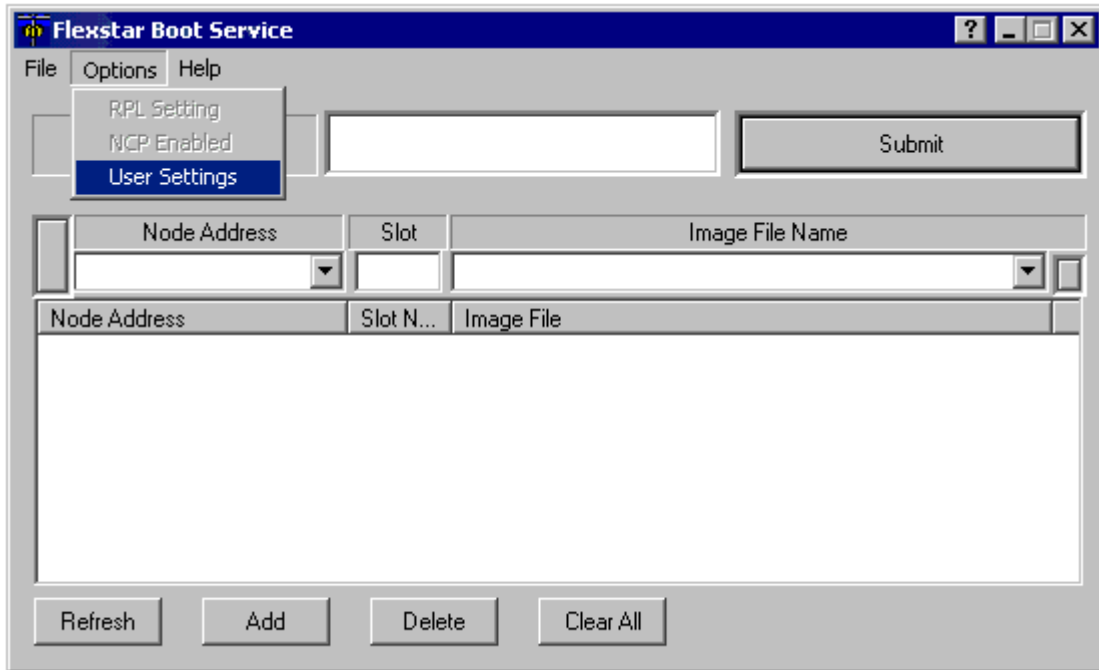 Flexstar Boot Service
File Options Help
RPL Setting
NCP Enabled
User Settings
Submit
Node Address Slot Image File Name
Node Address Slot N... Image File
Refresh Add Delete Clear All